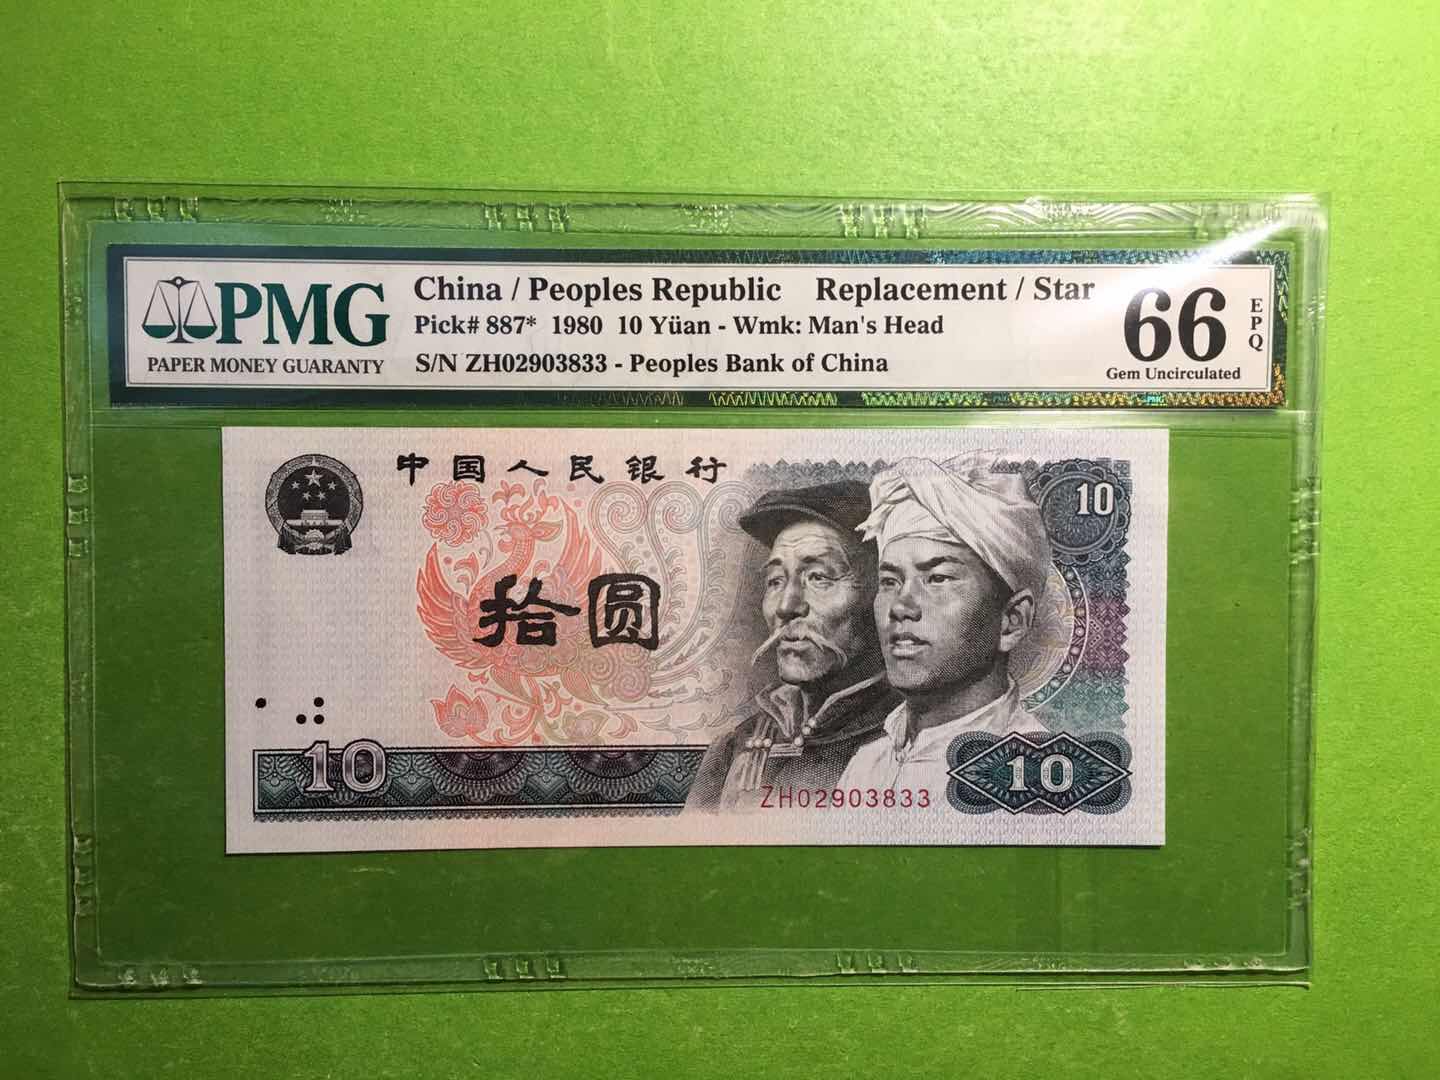 PMG
PAPER MONEY GUARANTY
China / Peoples Republic Replacement / Star
Pick# 887* 1980 10 Yüan - Wmk: Man's Head
S/N ZH02903833 - Peoples Bank of China
66
EPQ
Gem Uncirculated
PMG
中国人民银行
10
拾圆
10
ZH02903833
10